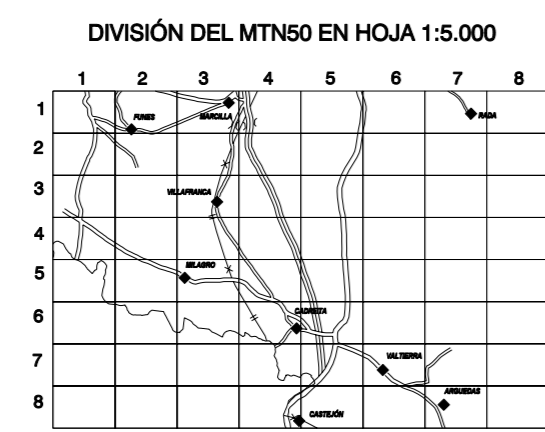 DIVISIÓN DEL MTN50 EN HOJA 1:5.000
1 2 3 4 5 6 7 8
1
FUNES
MARCILLA
RADA
2
3
VILLAFRANCA
4
5
MILAGRO
6
CADREITA
7
VALTIERRA
ARGUEDAS
8
CASTEJÓN